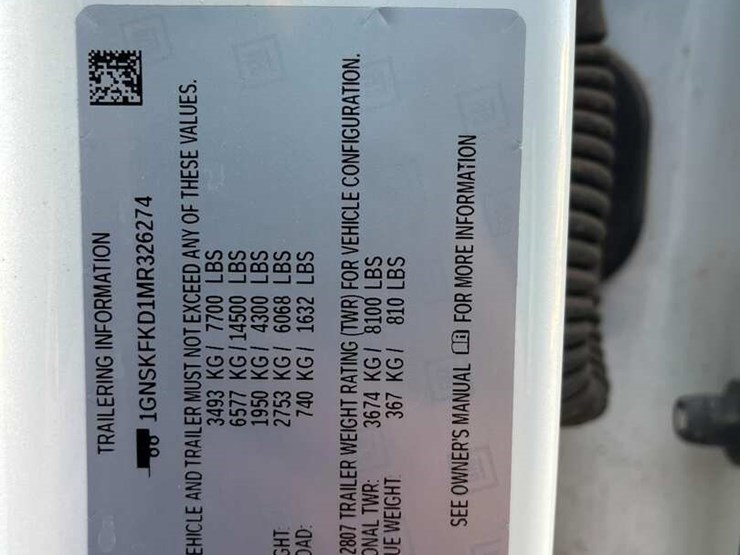 TRAILERING INFORMATION
1GNSKFKD1MR326274
EHICLE AND TRAILER MUST NOT EXCEED ANY OF THESE VALUES.
3493 KG / 7700 LBS
6577 KG / 14500 LBS
1950 KG / 4300 LBS
GHT: 2753 KG / 6068 LBS
OAD: 740 KG / 1632 LBS
2807 TRAILER WEIGHT RATING (TWR) FOR VEHICLE CONFIGURATION.
ONAL TWR: 3674 KG / 8100 LBS
UE WEIGHT: 367 KG / 810 LBS
SEE OWNER'S MANUAL FOR MORE INFORMATION